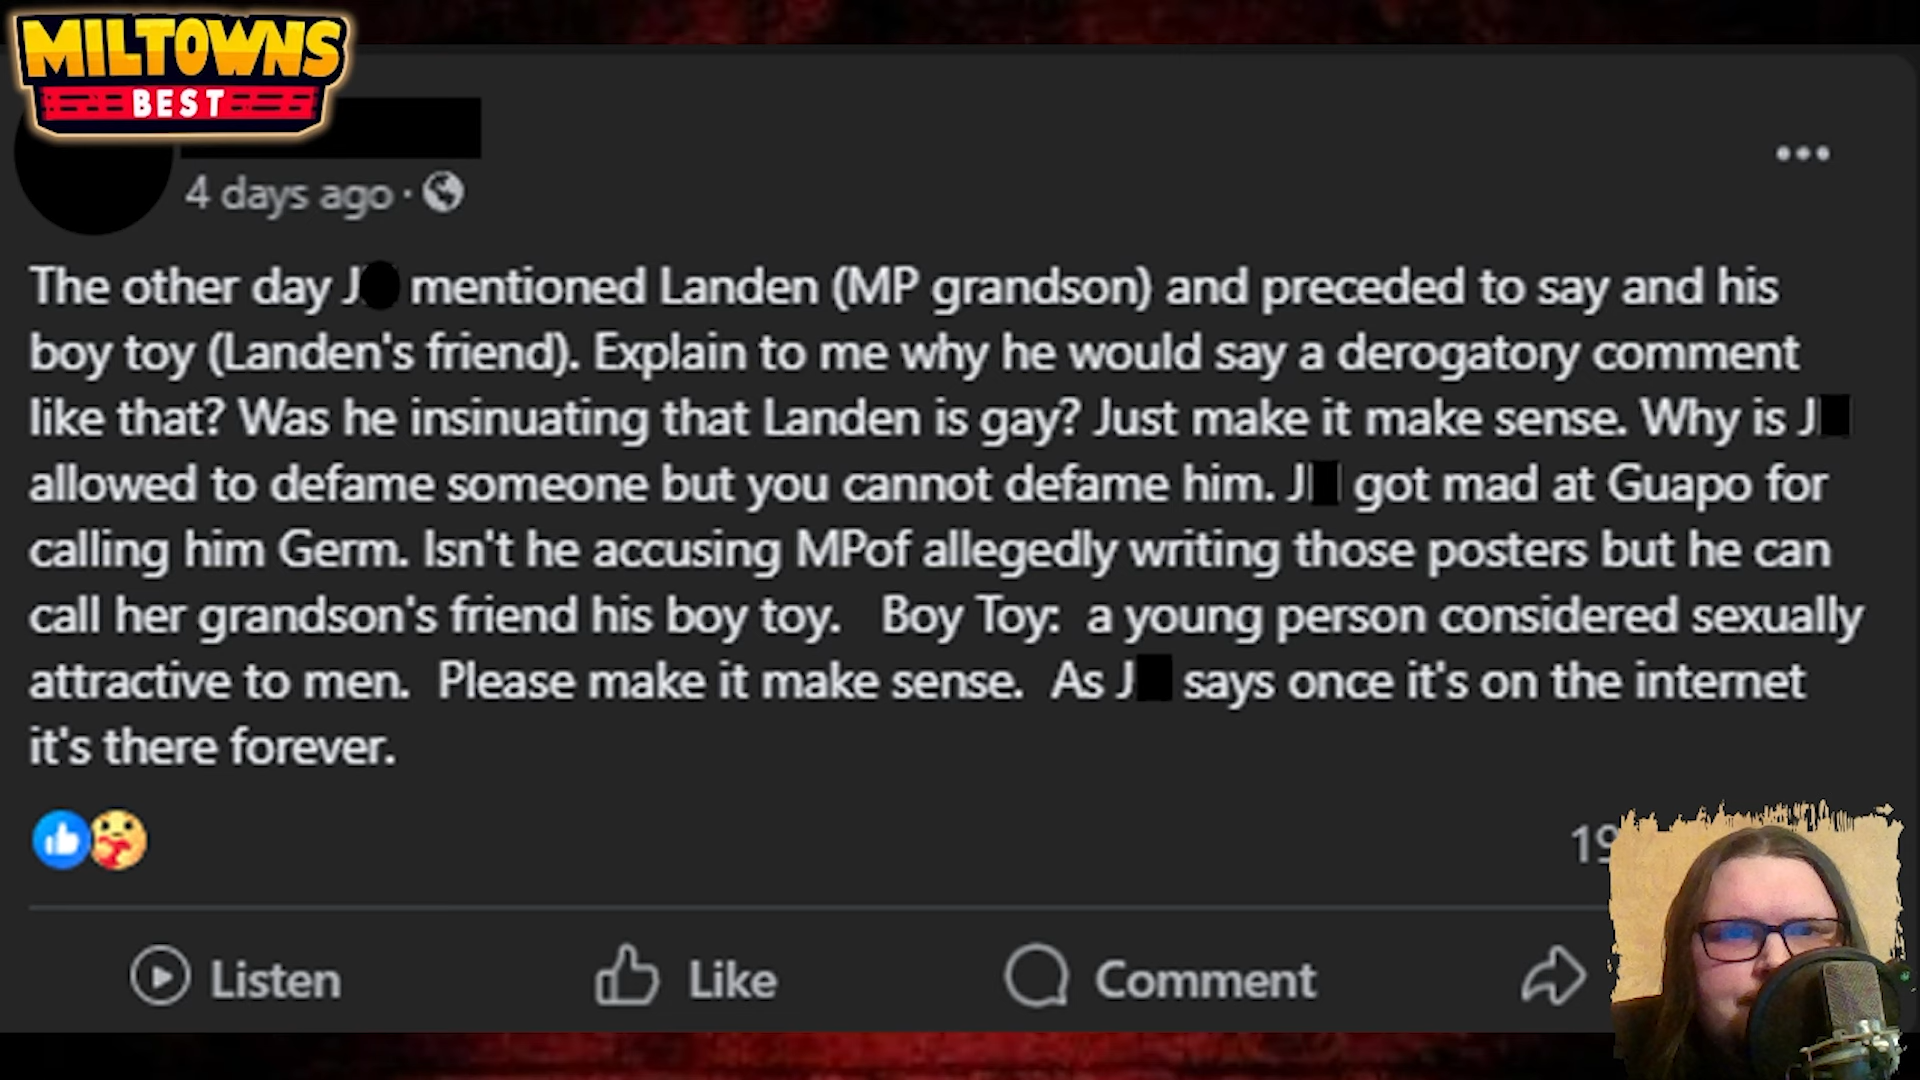 MILTOWNS
BEST
4 days ago ·
The other day J mentioned Landen (MP grandson) and preceded to say and his
boy toy (Landen's friend). Explain to me why he would say a derogatory comment
like that? Was he insinuating that Landen is gay? Just make it make sense. Why is J
allowed to defame someone but you cannot defame him. J got mad at Guapo for
calling him Germ. Isn't he accusing MPof allegedly writing those posters but he can
call her grandson's friend his boy toy. Boy Toy: a young person considered sexually
attractive to men. Please make it make sense. As J says once it's on the internet
it's there forever.
19
Listen
Like
Comment